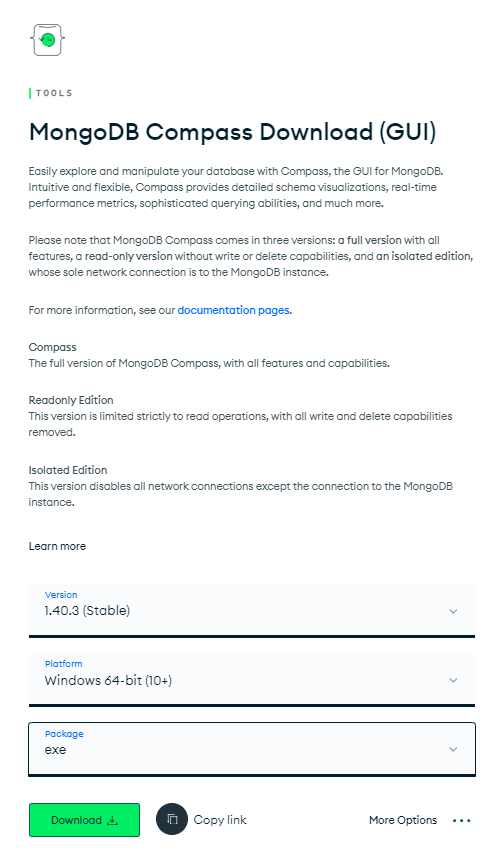 TOOLS
MongoDB Compass Download (GUI)
Easily explore and manipulate your database with Compass, the GUI for MongoDB.
Intuitive and flexible, Compass provides detailed schema visualizations, real-time
performance metrics, sophisticated querying abilities, and much more.
Please note that MongoDB Compass comes in three versions: a full version with all
features, a read-only version without write or delete capabilities, and an isolated edition,
whose sole network connection is to the MongoDB instance.
For more information, see our documentation pages.
Compass
The full version of MongoDB Compass, with all features and capabilities.
Readonly Edition
This version is limited strictly to read operations, with all write and delete capabilities
removed.
Isolated Edition
This version disables all network connections except the connection to the MongoDB
instance.
Learn more
Version
1.40.3 (Stable)
Platform
Windows 64-bit (10+)
Package
exe
Download Copy link More Options